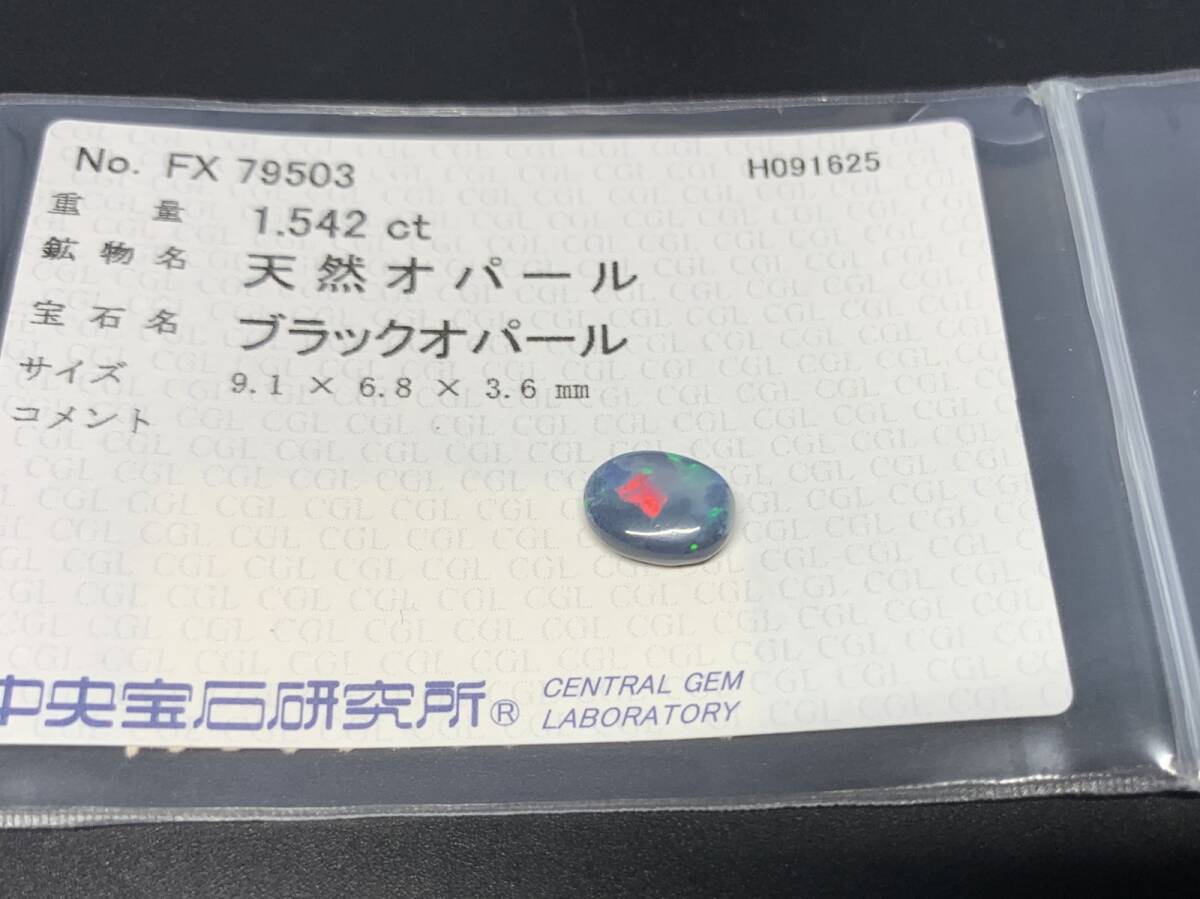 No. FX 79503 H091625
重量 1.542 ct
鉱物名 天然オパール
宝石名 ブラックオパール
サイズ 9.1 × 6.8 × 3.6 mm
コメント
中央宝石研究所® CENTRAL GEM
LABORATORY